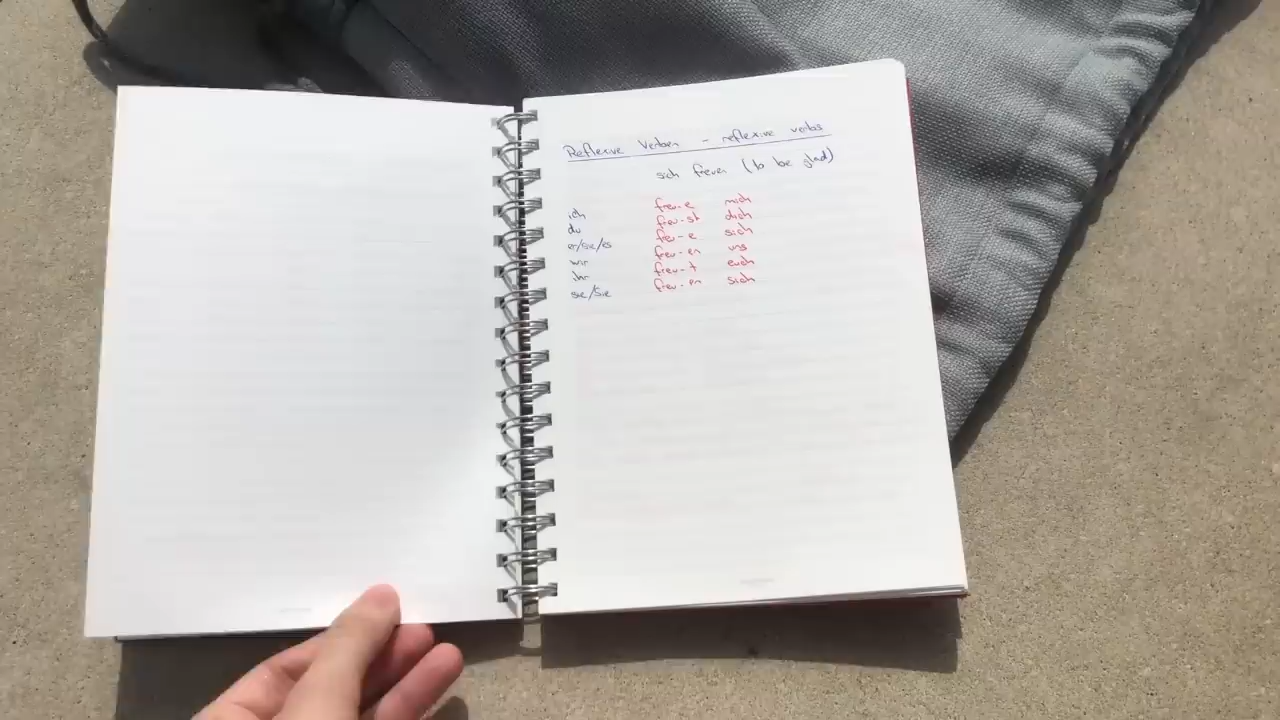 Reflexive Verben - reflexive verbs
sich freuen (to be glad)
ich freu-e mich
du freu-st dich
er/sie/es freu-e sich
wir freu-en uns
ihr freu-t euch
sie/Sie freu-en sich